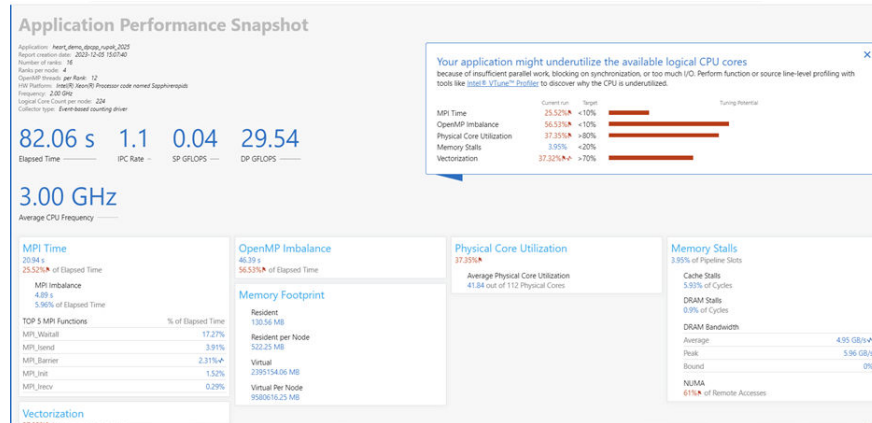 Application Performance Snapshot
Application: heart_demo_dpcpp_rupak_2025
Report creation date: 2023-12-05 15:07:40
Number of ranks: 16
Ranks per node: 4
OpenMP threads per Rank: 12
HW Platform: Intel(R) Xeon(R) Processor code named Sapphirerapids
Frequency: 2.00 GHz
Logical Core Count per node: 224
Collector type: Event-based counting driver
82.06 s
Elapsed Time
1.1
IPC Rate
0.04
SP GFLOPS
29.54
DP GFLOPS
3.00 GHz
Average CPU Frequency
Your application might underutilize the available logical CPU cores
because of insufficient parallel work, blocking on synchronization, or too much I/O. Perform function or source line-level profiling with
tools like Intel® VTune™ Profiler to discover why the CPU is underutilized.
Current run Target Tuning Potential
MPI Time 25.52% <10%
OpenMP Imbalance 56.53% <10%
Physical Core Utilization 37.35% >80%
Memory Stalls 3.95% <20%
Vectorization 37.32% >70%
MPI Time
20.94 s
25.52% of Elapsed Time
MPI Imbalance
4.89 s
5.96% of Elapsed Time
TOP 5 MPI Functions % of Elapsed Time
MPI_Waitall 17.27%
MPI_Isend 3.91%
MPI_Barrier 2.31%
MPI_Init 1.52%
MPI_Irecv 0.29%
Vectorization
OpenMP Imbalance
46.39 s
56.53% of Elapsed Time
Memory Footprint
Resident
130.56 MB
Resident per Node
522.25 MB
Virtual
2395154.06 MB
Virtual Per Node
9580616.25 MB
Physical Core Utilization
37.35%
Average Physical Core Utilization
41.84 out of 112 Physical Cores
Memory Stalls
3.95% of Pipeline Slots
Cache Stalls
5.93% of Cycles
DRAM Stalls
0.9% of Cycles
DRAM Bandwidth
Average 4.95 GB/s
Peak 5.96 GB/s
Bound 0%
NUMA
61% of Remote Accesses